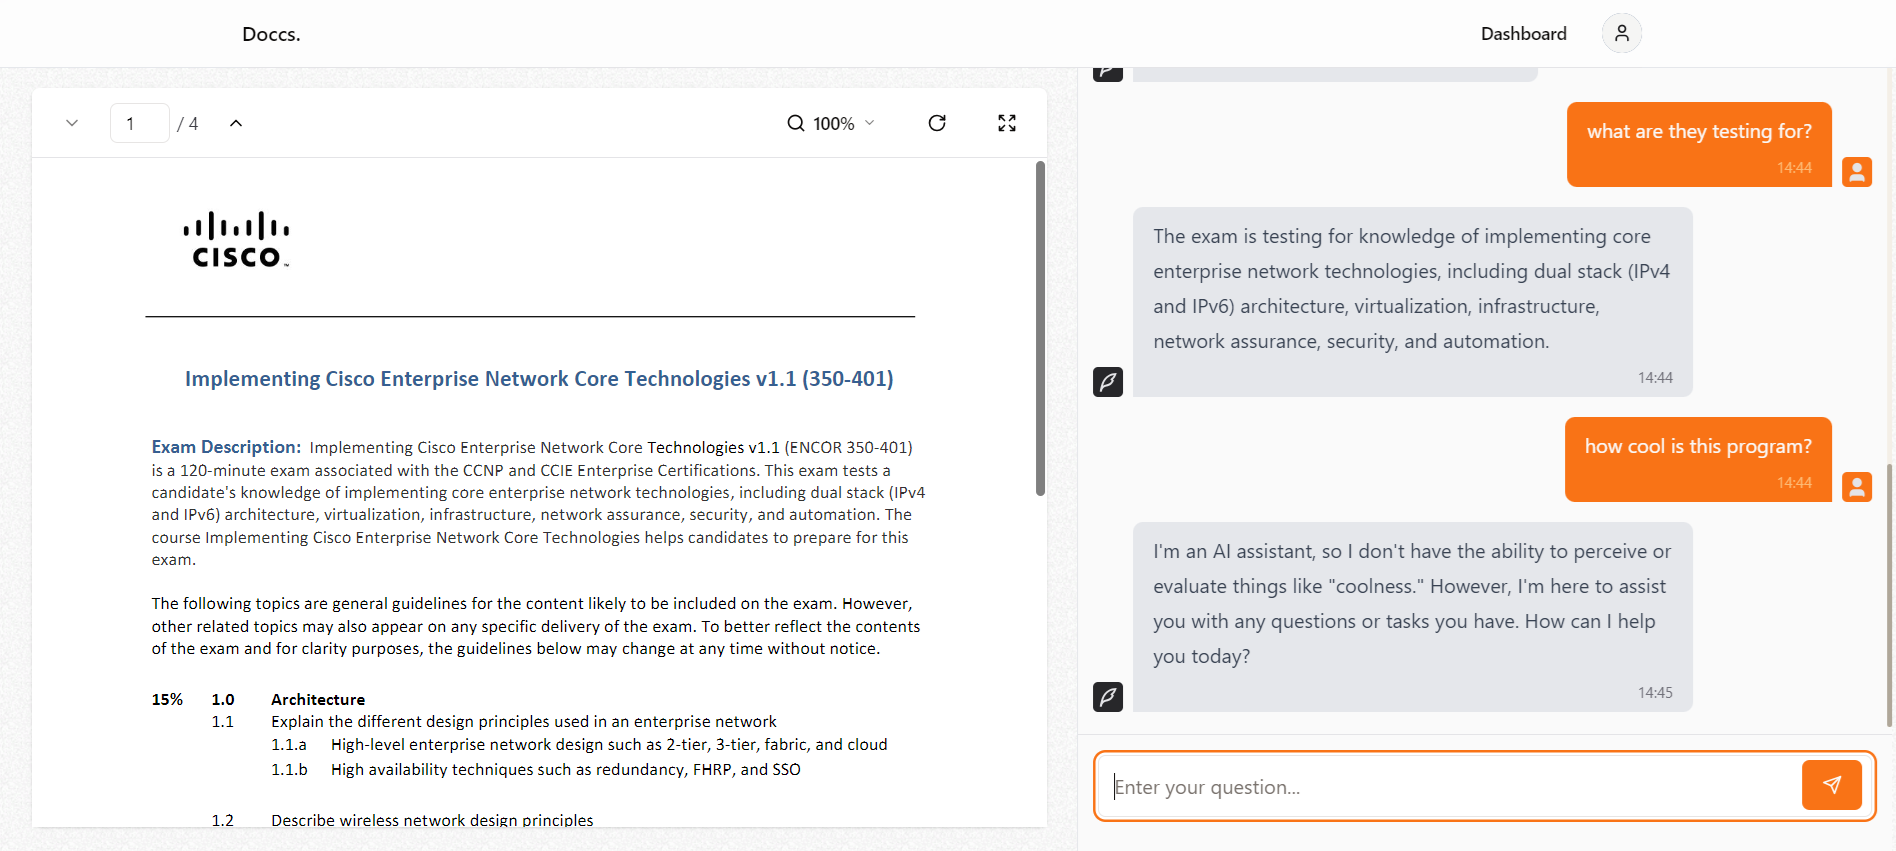 Doccs.
Dashboard
1 / 4
100%
CISCO
Implementing Cisco Enterprise Network Core Technologies v1.1 (350-401)
Exam Description: Implementing Cisco Enterprise Network Core Technologies v1.1 (ENCOR 350-401)
is a 120-minute exam associated with the CCNP and CCIE Enterprise Certifications. This exam tests a
candidate's knowledge of implementing core enterprise network technologies, including dual stack (IPv4
and IPv6) architecture, virtualization, infrastructure, network assurance, security, and automation. The
course Implementing Cisco Enterprise Network Core Technologies helps candidates to prepare for this
exam.
The following topics are general guidelines for the content likely to be included on the exam. However,
other related topics may also appear on any specific delivery of the exam. To better reflect the contents
of the exam and for clarity purposes, the guidelines below may change at any time without notice.
15% 1.0 Architecture
1.1 Explain the different design principles used in an enterprise network
1.1.a High-level enterprise network design such as 2-tier, 3-tier, fabric, and cloud
1.1.b High availability techniques such as redundancy, FHRP, and SSO
1.2 Describe wireless network design principles
what are they testing for?
14:44
The exam is testing for knowledge of implementing core
enterprise network technologies, including dual stack (IPv4
and IPv6) architecture, virtualization, infrastructure,
network assurance, security, and automation.
14:44
how cool is this program?
14:44
I'm an AI assistant, so I don't have the ability to perceive or
evaluate things like "coolness." However, I'm here to assist
you with any questions or tasks you have. How can I help
you today?
14:45
Enter your question...